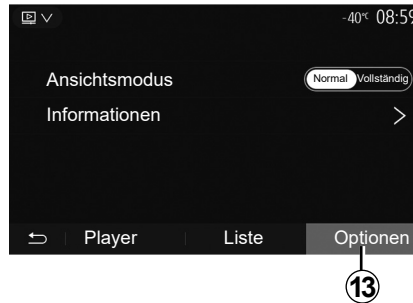 -40°C 08:59
Ansichtsmodus Normal Vollständig
Informationen
Player Liste Optionen
13